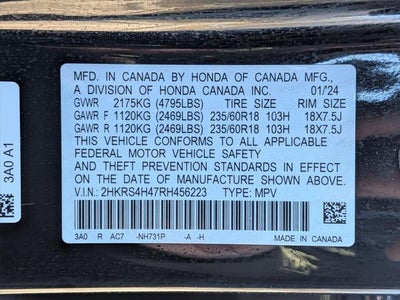 MFD. IN CANADA BY HONDA OF CANADA MFG.,
A DIVISION OF HONDA CANADA INC. 01/24
GVWR 2175KG (4795LBS) TIRE SIZE RIM SIZE
GAWR F 1120KG (2469LBS) 235/60R18 103H 18X7.5J
GAWR R 1120KG (2469LBS) 235/60R18 103H 18X7.5J
THIS VEHICLE CONFORMS TO ALL APPLICABLE
FEDERAL MOTOR VEHICLE SAFETY
AND THEFT PREVENTION STANDARDS IN EFFECT
ON THE DATE OF MANUFACTURE SHOWN ABOVE.
V.I.N.: 2HKRS4H47RH456223 TYPE: MPV
3A0 R AC7 -NH731P -A -H MADE IN CANADA
3A0 A1